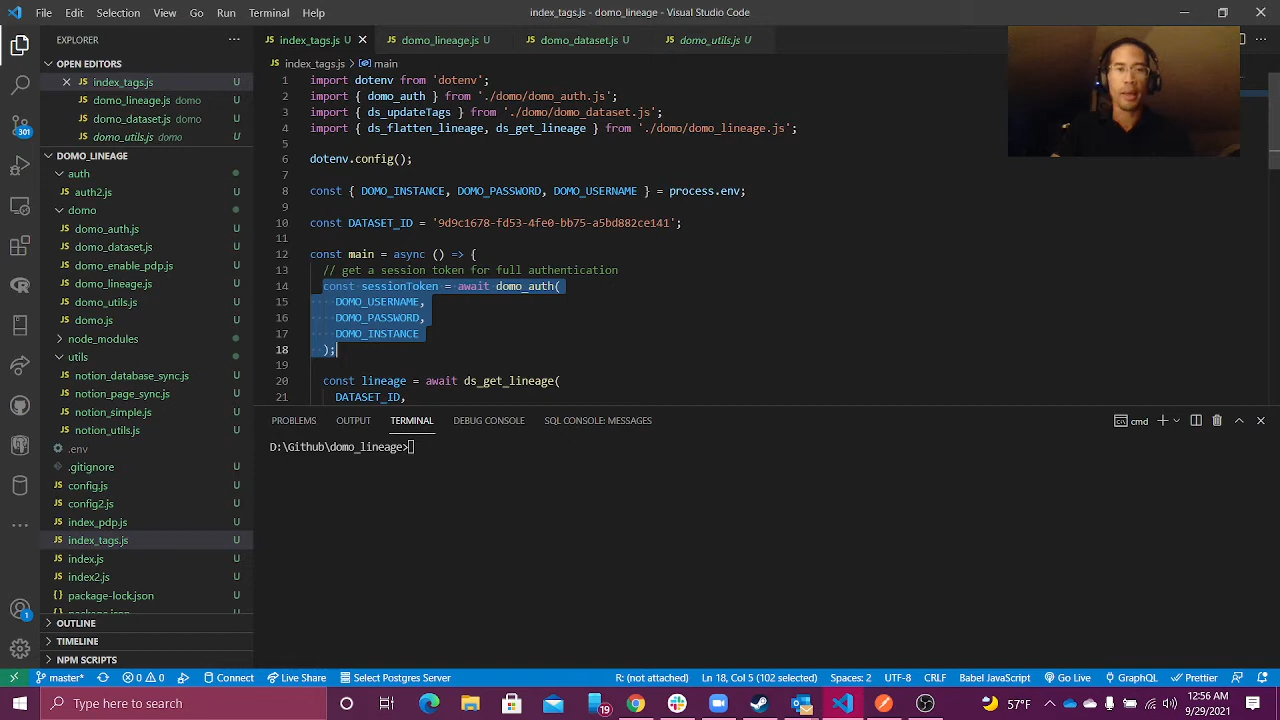 File Edit Selection View Go Run Terminal Help
index_tags.js - domo_lineage - Visual Studio Code
EXPLORER
OPEN EDITORS
index_tags.js U
domo_lineage.js domo U
domo_dataset.js domo U
domo_utils.js domo U
DOMO_LINEAGE
auth
auth2.js U
domo
domo_auth.js U
domo_dataset.js U
domo_enable_pdp.js U
domo_lineage.js U
domo_utils.js U
domo.js U
node_modules
utils
notion_database_sync.js U
notion_page_sync.js U
notion_simple.js U
notion_utils.js U
.env
.gitignore U
config.js U
config2.js U
index_pdp.js U
index_tags.js U
index.js U
index2.js U
package-lock.json U
OUTLINE
TIMELINE
NPM SCRIPTS
301
1
index_tags.js U
domo_lineage.js U
domo_dataset.js U
domo_utils.js U
index_tags.js > main
1 import dotenv from 'dotenv';
2 import { domo_auth } from './domo/domo_auth.js';
3 import { ds_updateTags } from './domo/domo_dataset.js';
4 import { ds_flatten_lineage, ds_get_lineage } from './domo/domo_lineage.js';
5
6 dotenv.config();
7
8 const { DOMO_INSTANCE, DOMO_PASSWORD, DOMO_USERNAME } = process.env;
9
10 const DATASET_ID = '9d9c1678-fd53-4fe0-bb75-a5bd882ce141';
11
12 const main = async () => {
13 // get a session token for full authentication
14 const sessionToken = await domo_auth(
15 DOMO_USERNAME,
16 DOMO_PASSWORD,
17 DOMO_INSTANCE
18 );
19
20 const lineage = await ds_get_lineage(
21 DATASET_ID,
PROBLEMS OUTPUT TERMINAL DEBUG CONSOLE SQL CONSOLE: MESSAGES
cmd
D:\Github\domo_lineage>
master* 0 0 Connect Live Share Select Postgres Server
R: (not attached) Ln 18, Col 5 (102 selected) Spaces: 2 UTF-8 CRLF Babel JavaScript Go Live GraphQL Prettier
Type here to search
19
57°F
12:56 AM
9/29/2021